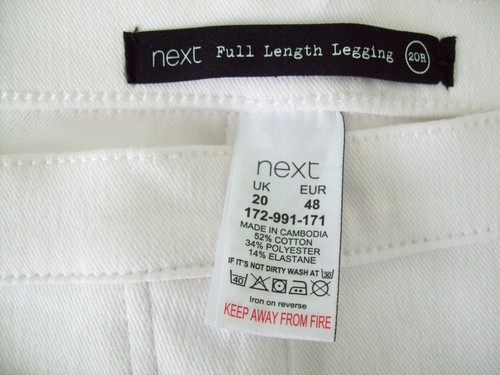 next Full Length Legging 20R
next
UK EUR
20 48
172-991-171
MADE IN CAMBODIA
52% COTTON
34% POLYESTER
14% ELASTANE
IF IT'S NOT DIRTY WASH AT 30
40
Iron on reverse
KEEP AWAY FROM FIRE